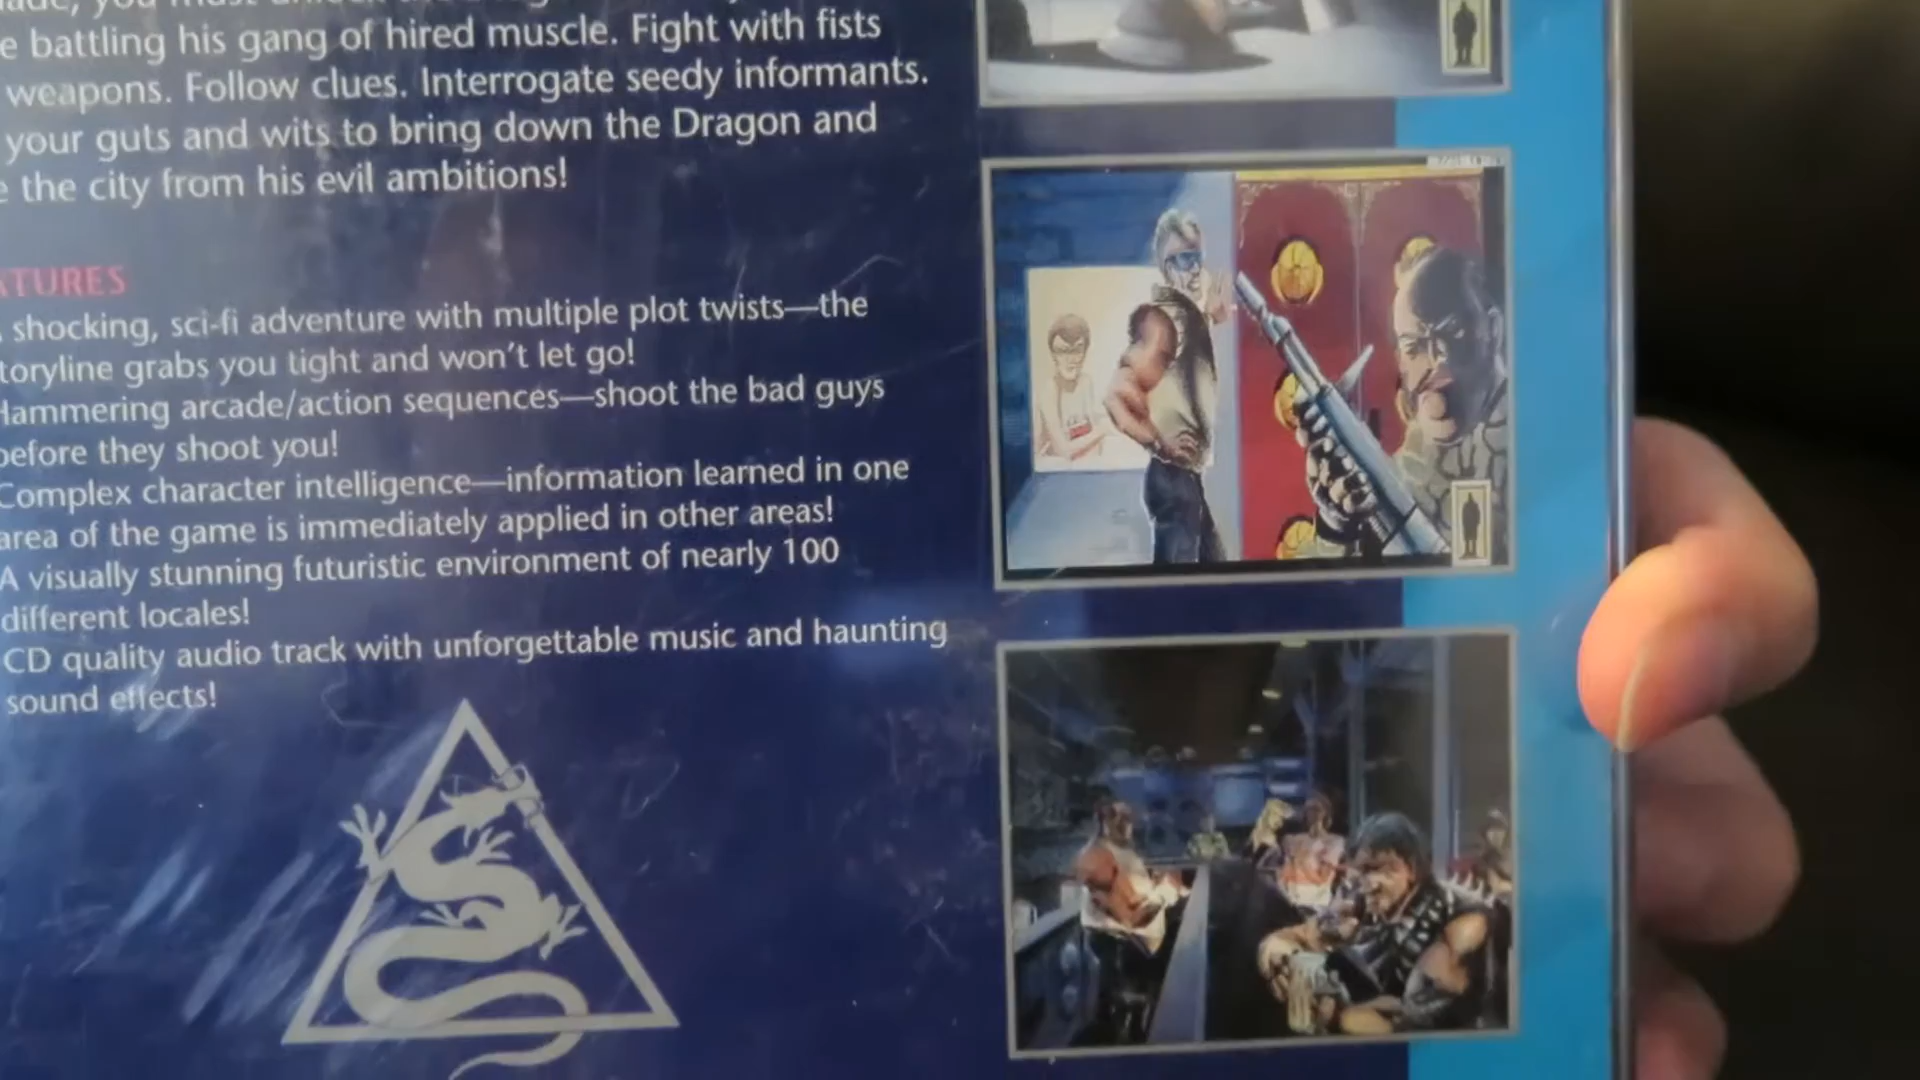 you must
e battling his gang of hired muscle. Fight with fists
weapons. Follow clues. Interrogate seedy informants.
your guts and wits to bring down the Dragon and
e the city from his evil ambitions!
ATURES
shocking, sci-fi adventure with multiple plot twists—the
toryline grabs you tight and won't let go!
Hammering arcade/action sequences—shoot the bad guys
before they shoot you!
Complex character intelligence—information learned in one
area of the game is immediately applied in other areas!
A visually stunning futuristic environment of nearly 100
different locales!
CD quality audio track with unforgettable music and haunting
sound effects!